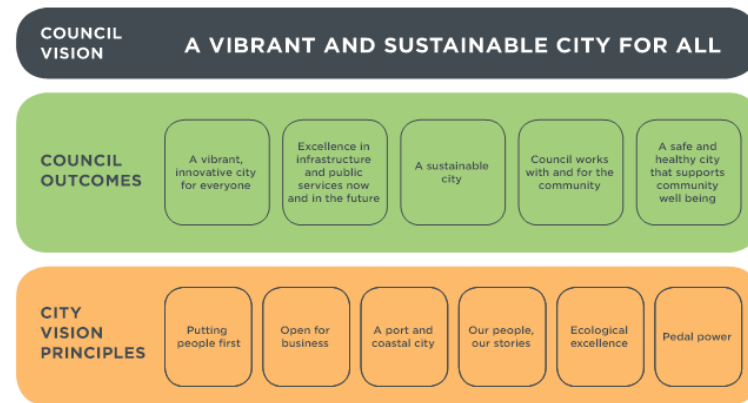 COUNCIL
VISION
A VIBRANT AND SUSTAINABLE CITY FOR ALL
COUNCIL
OUTCOMES
A vibrant,
innovative city
for everyone
Excellence in
infrastructure
and public
services now
and in the future
A sustainable
city
Council works
with and for the
community
A safe and
healthy city
that supports
community
well being
CITY
VISION
PRINCIPLES
Putting
people first
Open for
business
A port and
coastal city
Our people,
our stories
Ecological
excellence
Pedal power